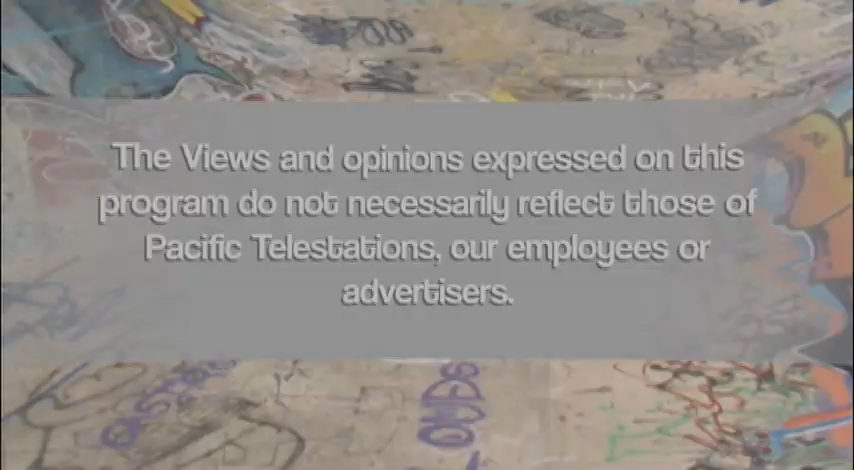 The Views and opinions expressed on this
program do not necessarily reflect those of
Pacific Telestations, our employees or
advertisers.